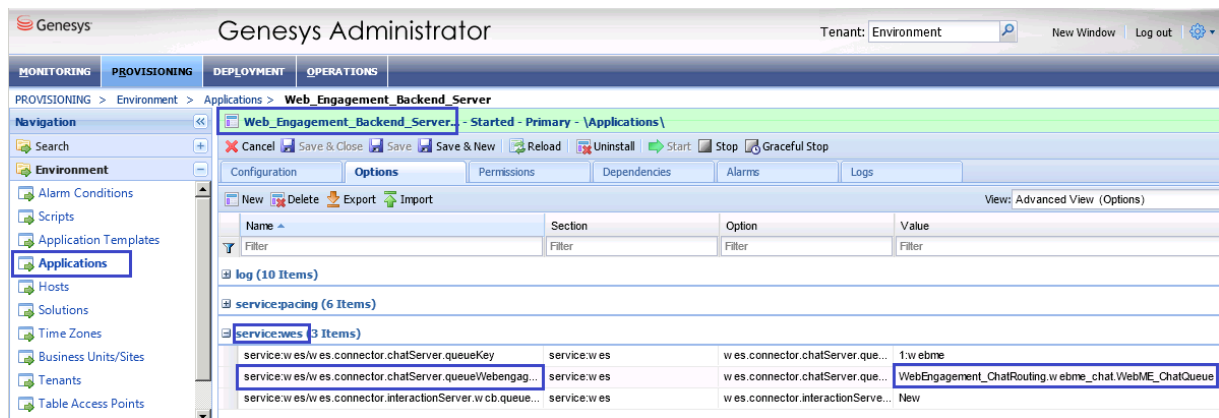 Genesys
Genesys Administrator
Tenant: Environment
New Window
Log out
MONITORING
PROVISIONING
DEPLOYMENT
OPERATIONS
PROVISIONING > Environment > Applications > Web_Engagement_Backend_Server
Navigation
Web_Engagement_Backend_Server... - Started - Primary - \Applications\
Search
Cancel Save & Close Save Save & New Reload Uninstall Start Stop Graceful Stop
Environment
Configuration Options Permissions Dependencies Alarms Logs
Alarm Conditions
Scripts
Application Templates
Applications
Hosts
Solutions
Time Zones
Business Units/Sites
Tenants
Table Access Points
New Delete Export Import
View: Advanced View (Options)
Name Section Option Value
Filter Filter Filter Filter
log (10 Items)
service:pacing (6 Items)
service:wes (3 Items)
service:wes/wes.connector.chatServer.queueKey service:wes wes.connector.chatServer.que... 1:webme
service:wes/wes.connector.chatServer.queueWebengag... service:wes wes.connector.chatServer.que... WebEngagement_ChatRouting.webme_chat.WebME_ChatQueue
service:wes/wes.connector.interactionServer.wcb.queue... service:wes wes.connector.interactionServe... New